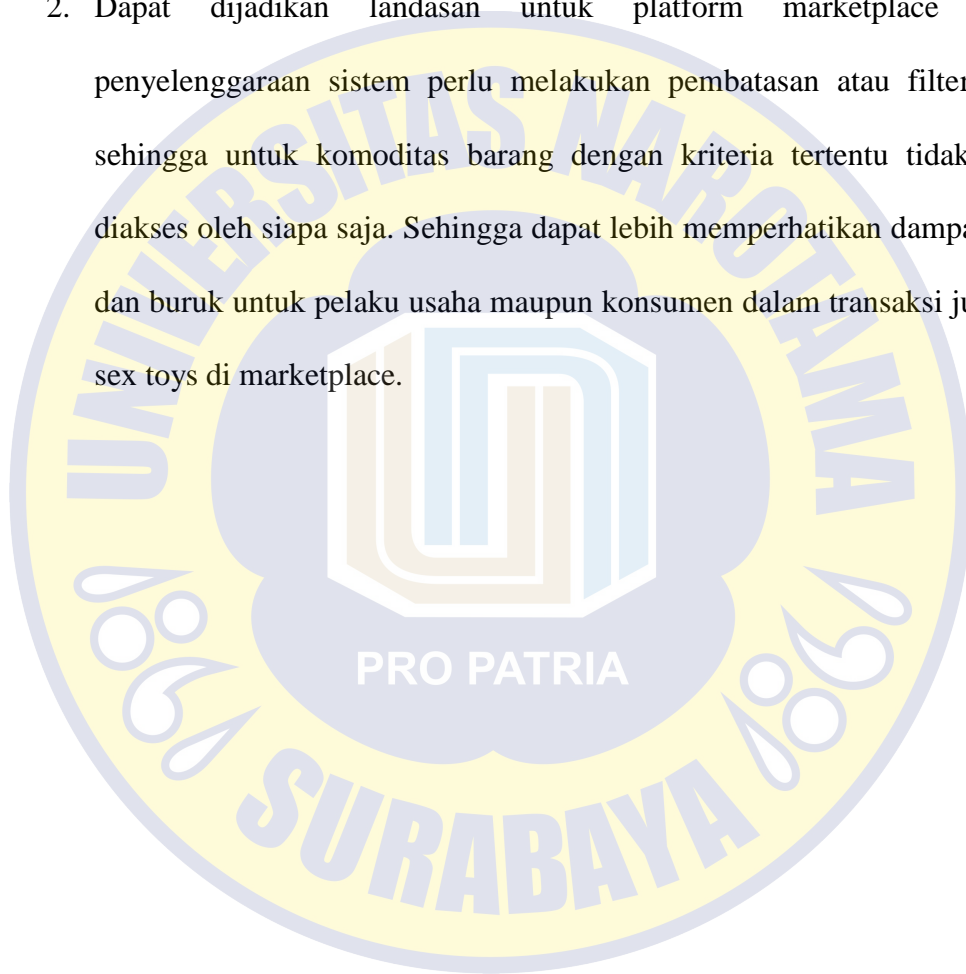 2. Dapat dijadikan landasan untuk platform marketplace
penyelenggaraan sistem perlu melakukan pembatasan atau filter
sehingga untuk komoditas barang dengan kriteria tertentu tidak
diakses oleh siapa saja. Sehingga dapat lebih memperhatikan
dan buruk untuk pelaku usaha maupun konsumen dalam transaksi
sex toys di marketplace.
UNIVERSITAS NAROTAMA
PRO PATRIA
1981
SURABAYA